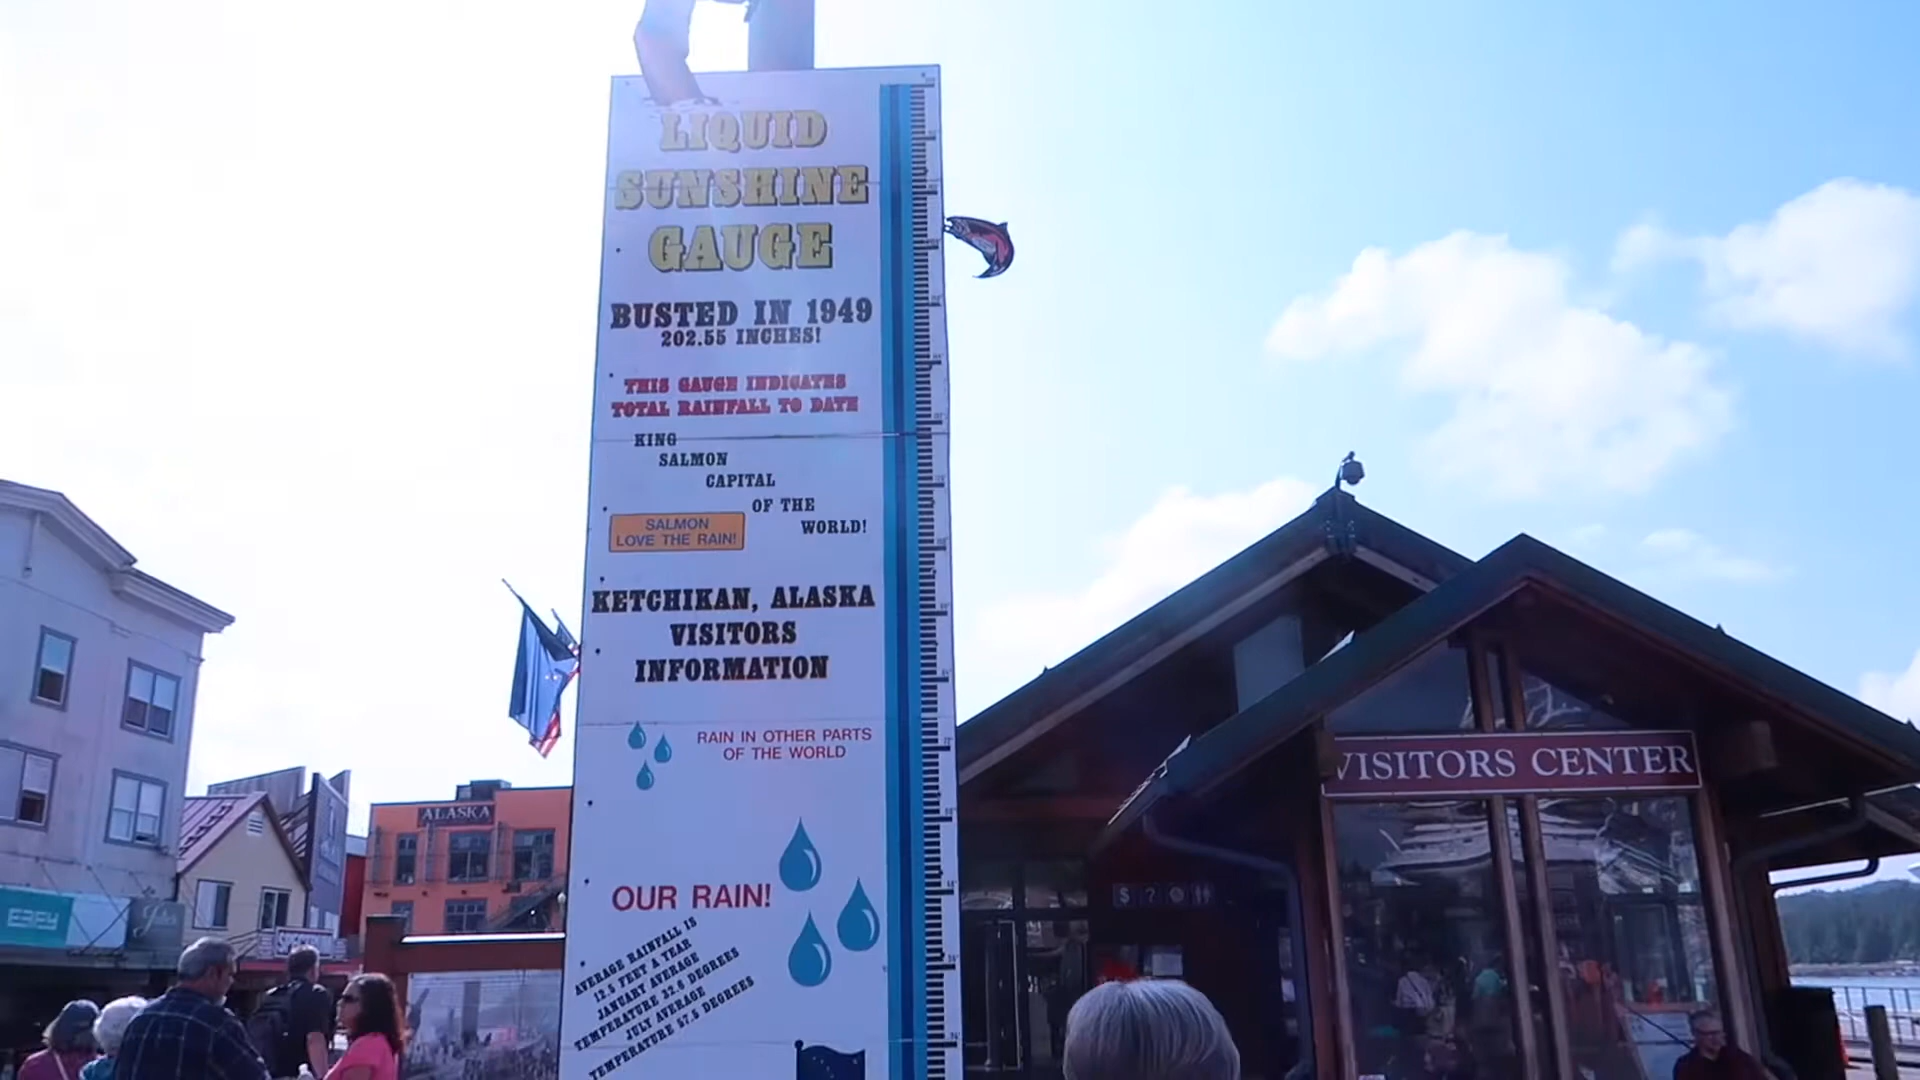 LIQUID
SUNSHINE
GAUGE
BUSTED IN 1949
202.55 INCHES!
THIS GAUGE INDICATES
TOTAL RAINFALL TO DATE
KING
SALMON
CAPITAL
OF THE
WORLD!
SALMON
LOVE THE RAIN!
KETCHIKAN, ALASKA
VISITORS
INFORMATION
RAIN IN OTHER PARTS
OF THE WORLD
OUR RAIN!
AVERAGE RAINFALL IS
12.5 FEET A YEAR
JANUARY AVERAGE
TEMPERATURE 32.6 DEGREES
JULY AVERAGE
TEMPERATURE 57.5 DEGREES
VISITORS CENTER
ALASKA
$ ?